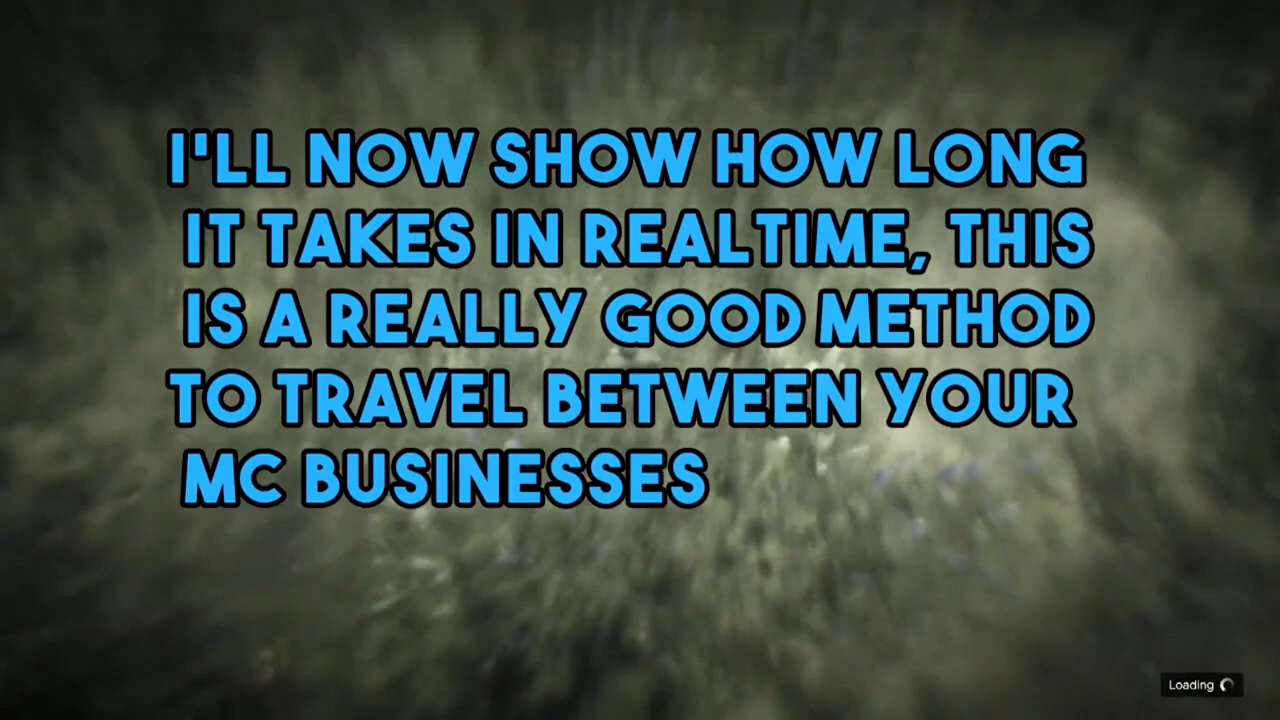 I'LL NOW SHOW HOW LONG
IT TAKES IN REALTIME, THIS
IS A REALLY GOOD METHOD
TO TRAVEL BETWEEN YOUR
MC BUSINESSES
Loading